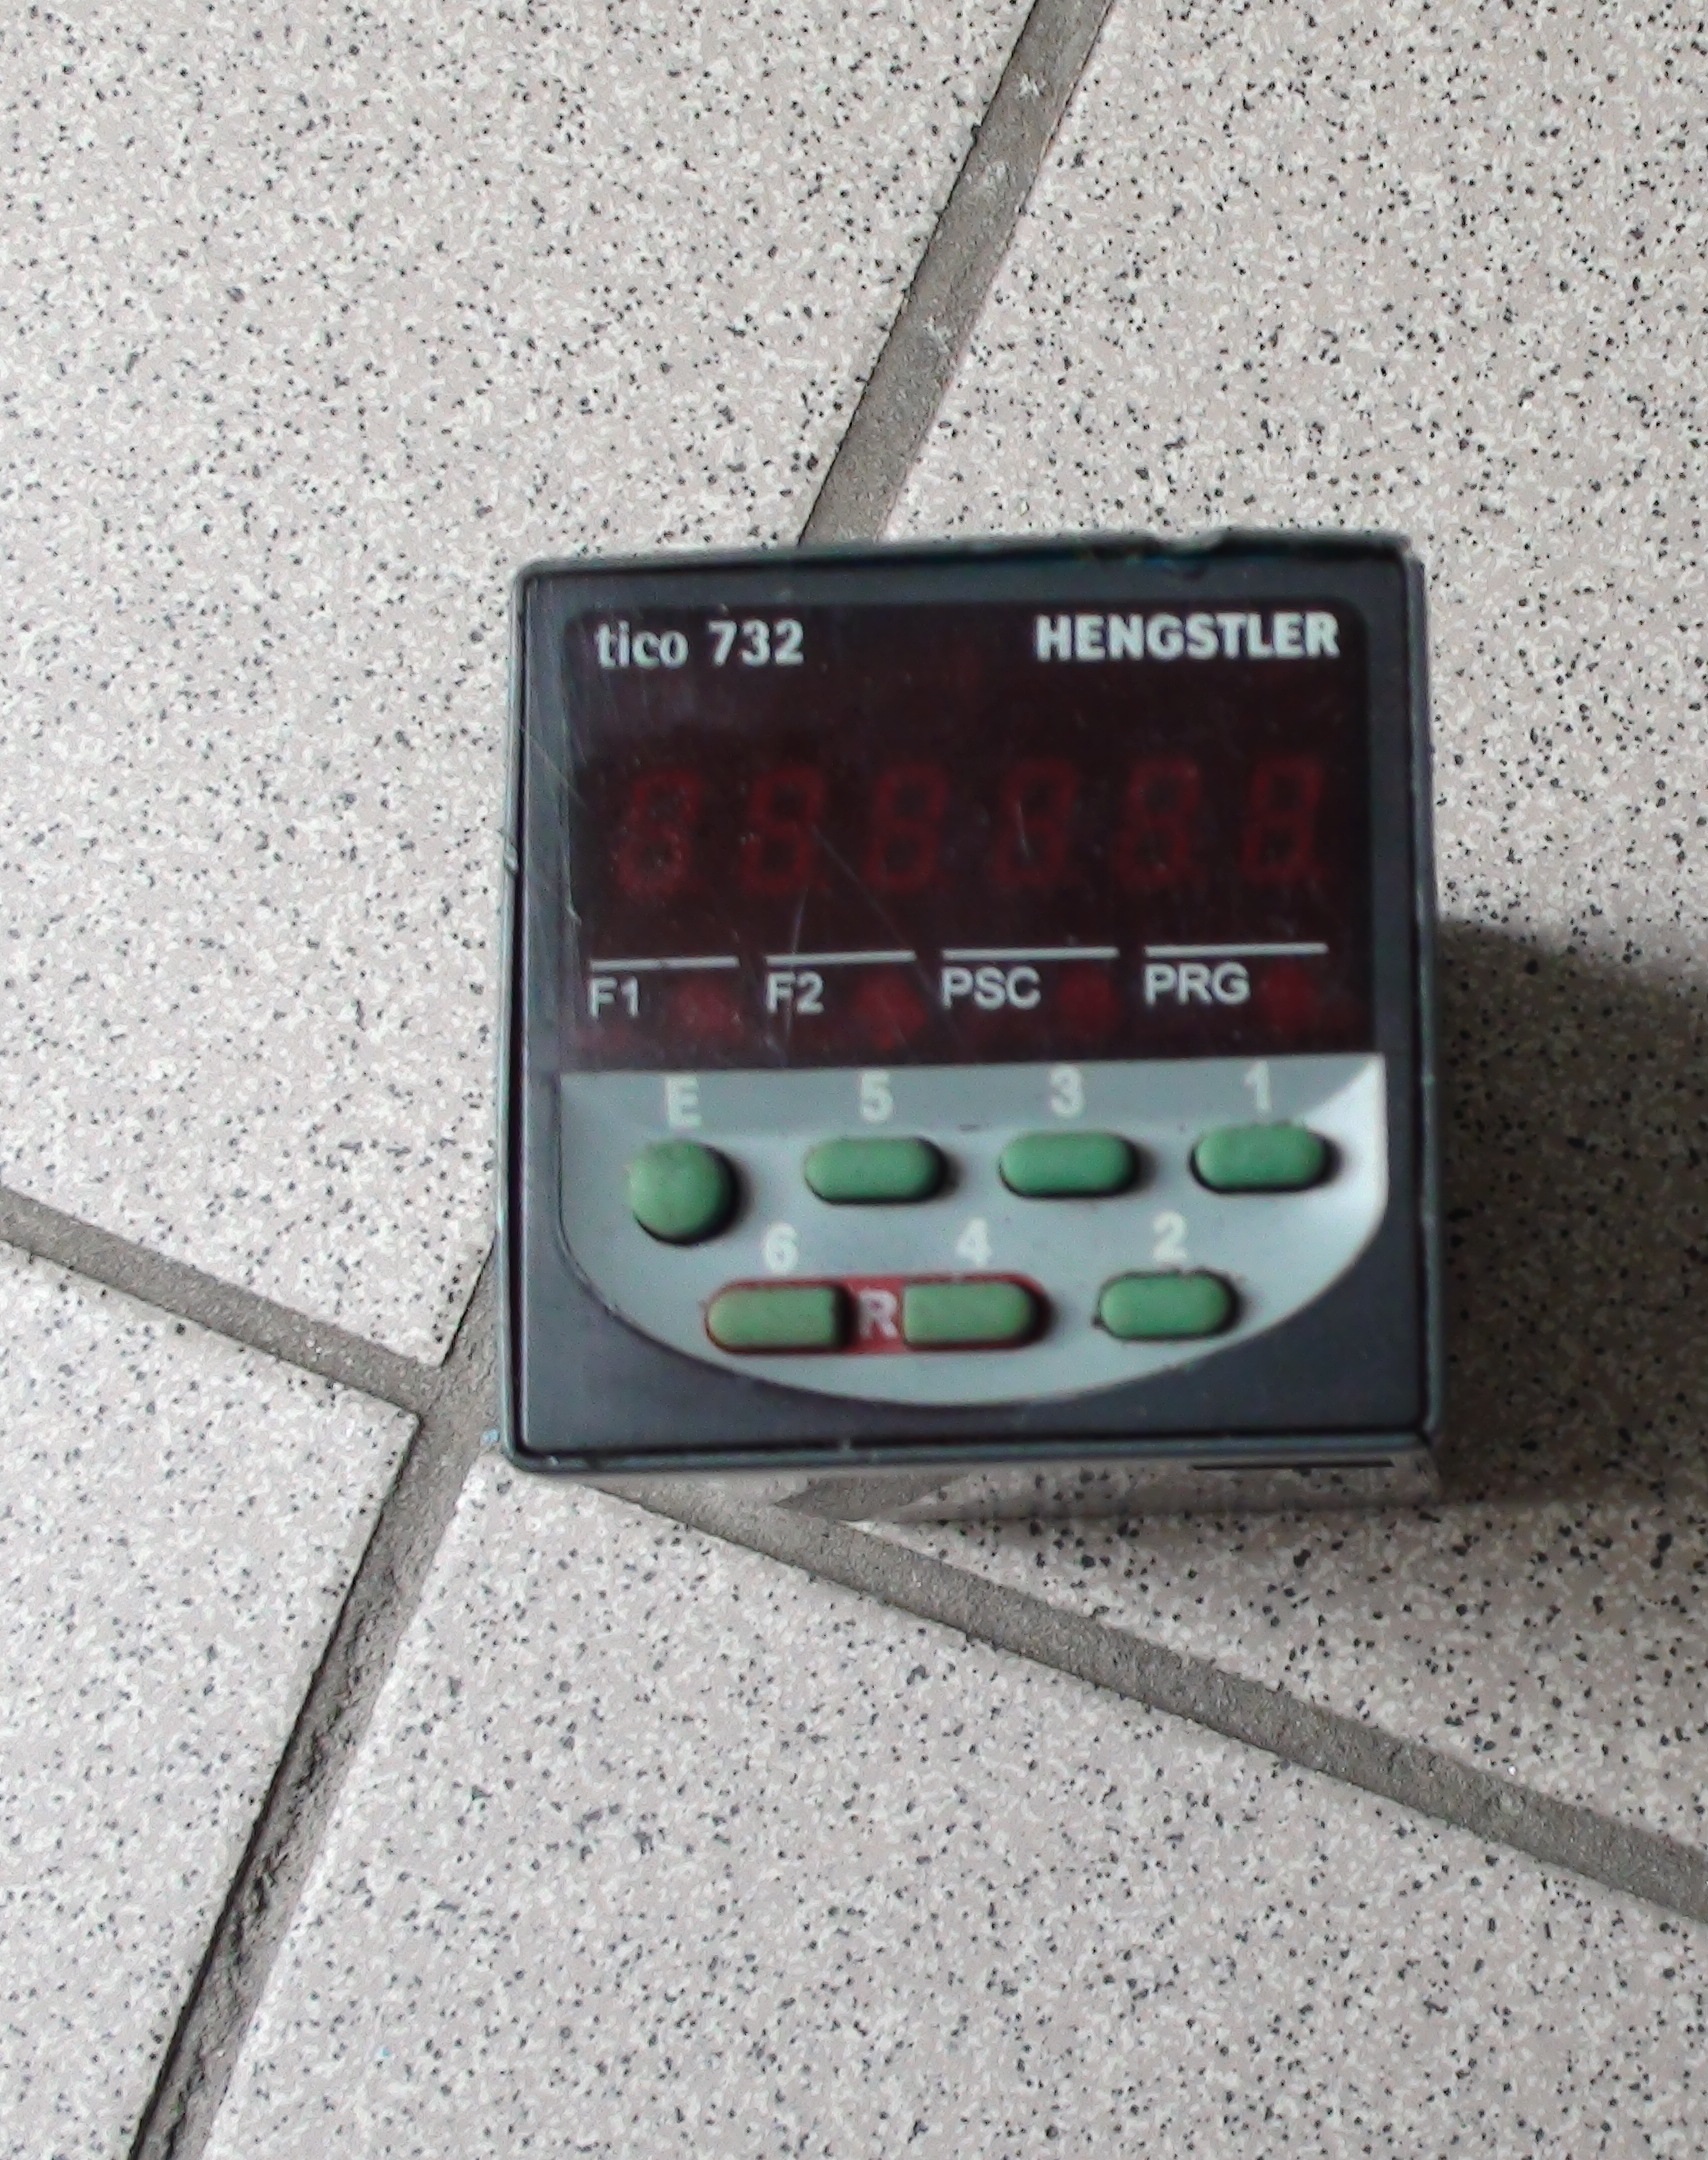 tico 732 HENGSTLER
F1 F2 PSC PRG
E 5 3 1
6 4 2
R